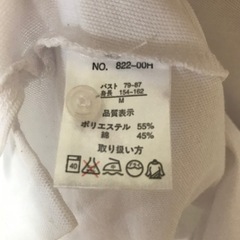 NO. 822-00H
バスト 79-87
身長 154-162
M
品質表示
ポリエステル 55%
綿 45%
取り扱い方
40